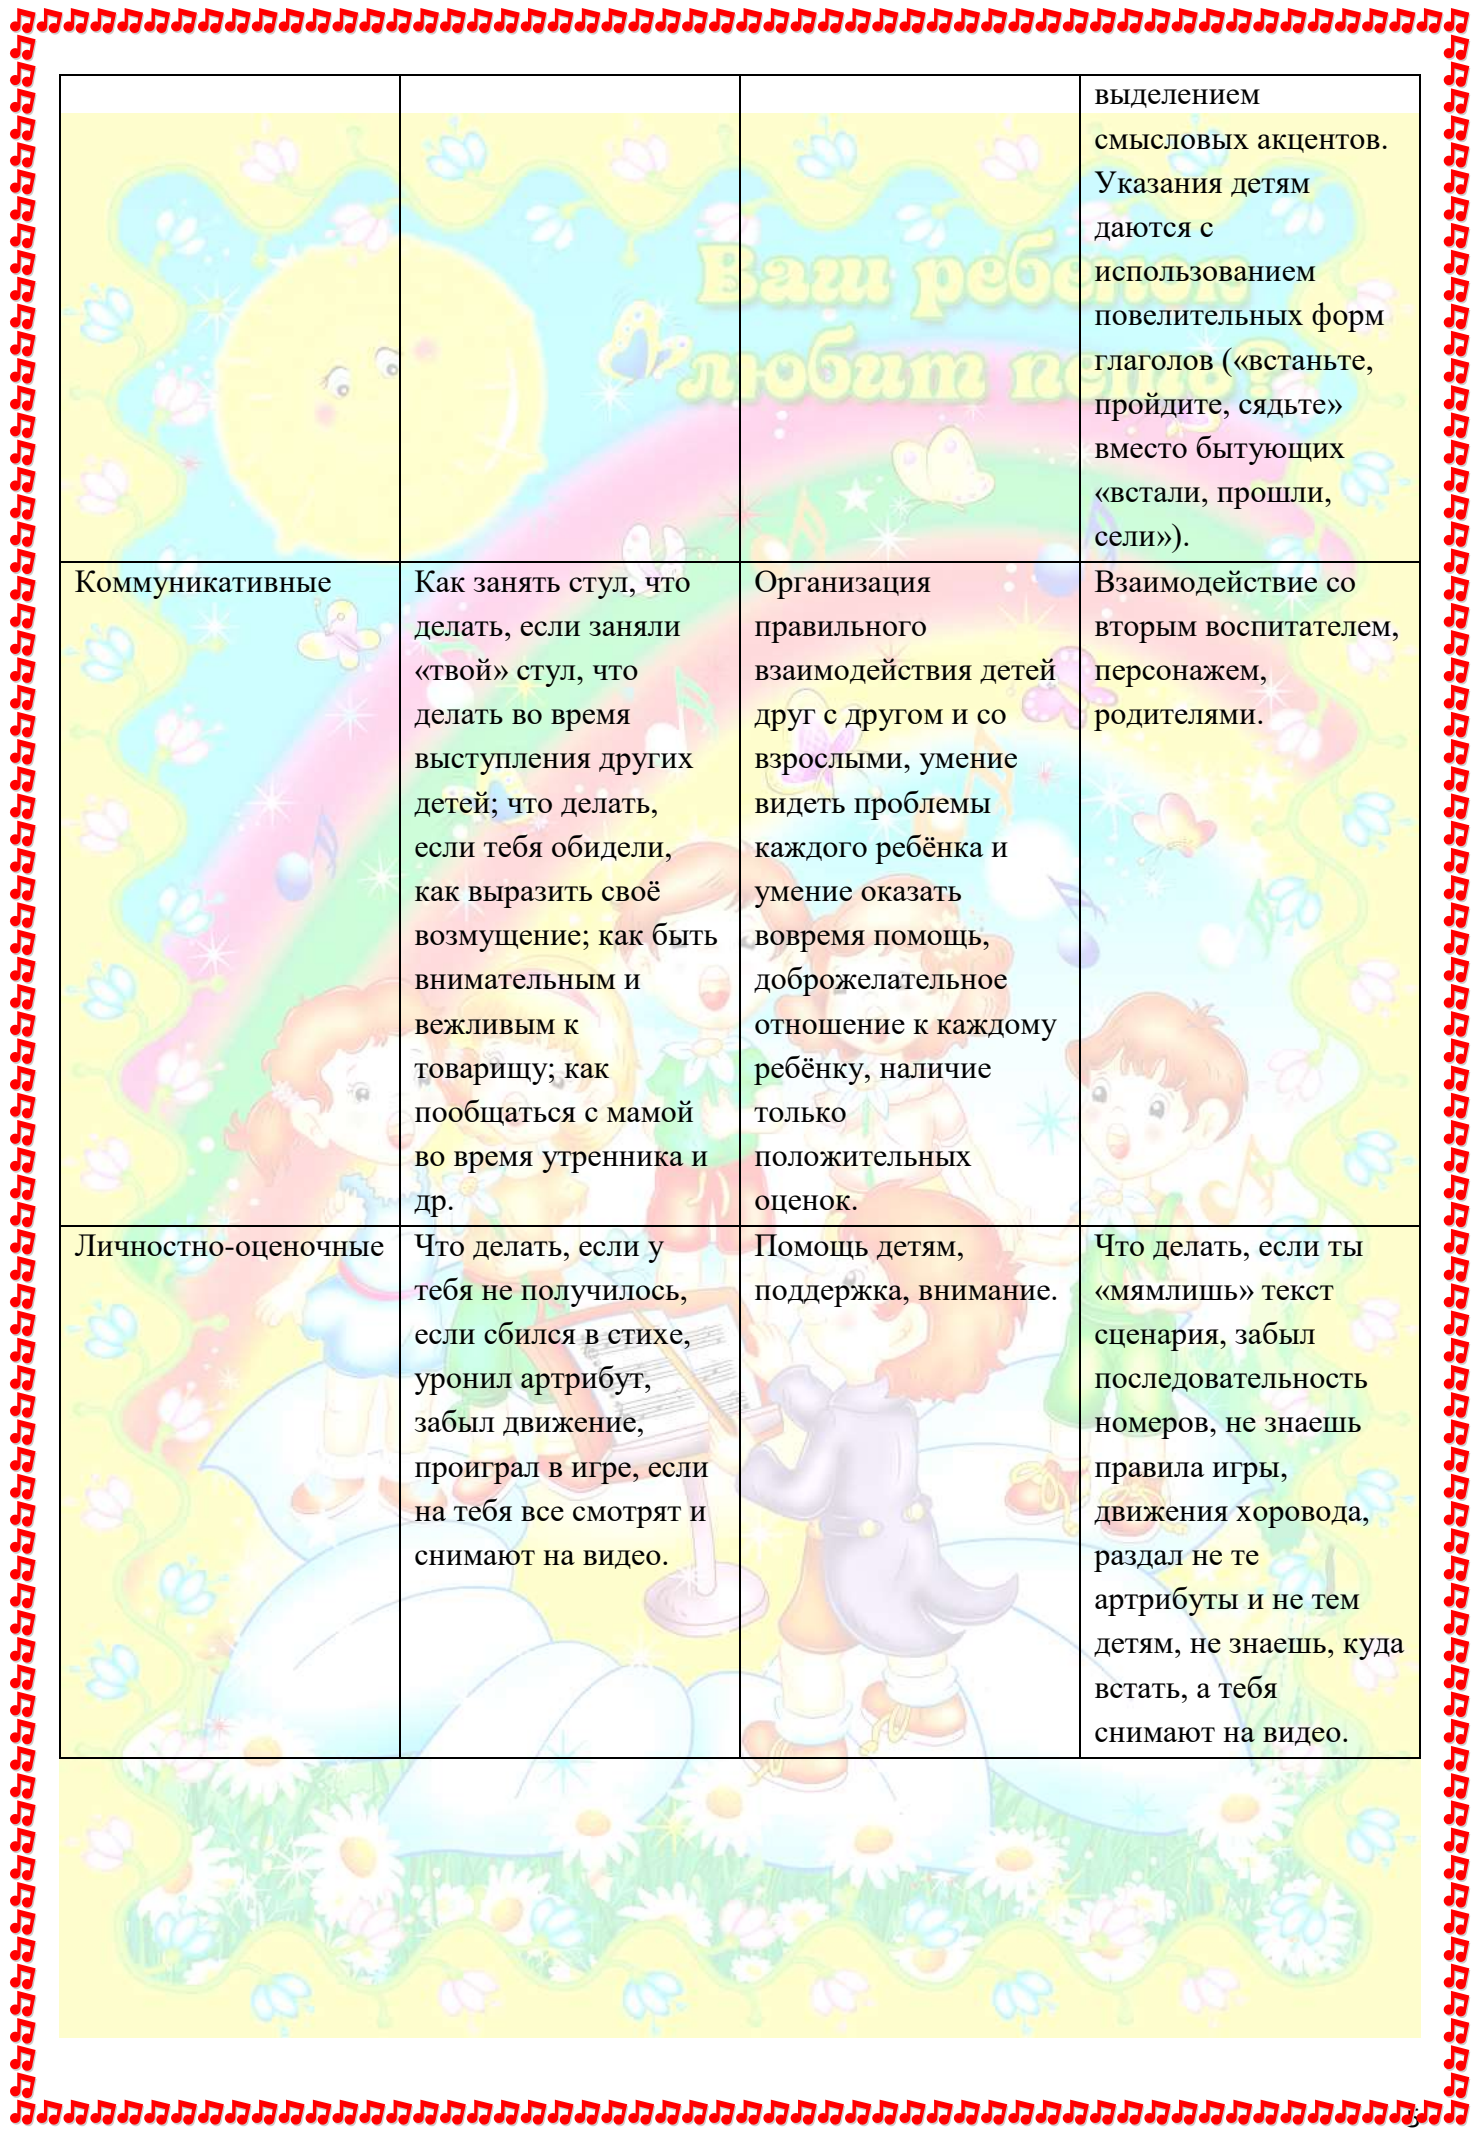 выделением
смысловых акцентов.
Указания детям
даются с
использованием
повелительных форм
глаголов («встаньте,
пройдите, сядьте»
вместо бытующих
«встали, прошли,
сели»).
Ваш ребенок
любит петь?
Коммуникативные
Как занять стул, что
делать, если заняли
«твой» стул, что
делать во время
выступления других
детей; что делать,
если тебя обидели,
как выразить своё
возмущение; как быть
внимательным и
вежливым к
товарищу; как
пообщаться с мамой
во время утренника и
др.
Организация
правильного
взаимодействия детей
друг с другом и со
взрослыми, умение
видеть проблемы
каждого ребёнка и
умение оказать
вовремя помощь,
доброжелательное
отношение к каждому
ребёнку, наличие
только
положительных
оценок.
Взаимодействие со
вторым воспитателем,
персонажем,
родителями.
Личностно-оценочные
Что делать, если у
тебя не получилось,
если сбился в стихе,
уронил артрибут,
забыл движение,
проиграл в игре, если
на тебя все смотрят и
снимают на видео.
Помощь детям,
поддержка, внимание.
Что делать, если ты
«мямлишь» текст
сценария, забыл
последовательность
номеров, не знаешь
правила игры,
движения хоровода,
раздал не те
артрибуты и не тем
детям, не знаешь, куда
встать, а тебя
снимают на видео.